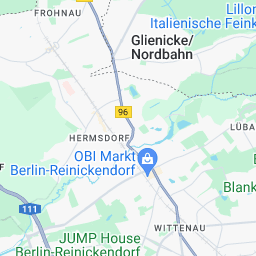 FROHNAU
Lillor
Italienische Feink
Glienicke/
Nordbahn
96
HERMSDORF
LÜBA
OBI Markt
Berlin-Reinickendorf
F
Blank
111
WITTENAU
JUMP House
Berlin-Reinickendorf